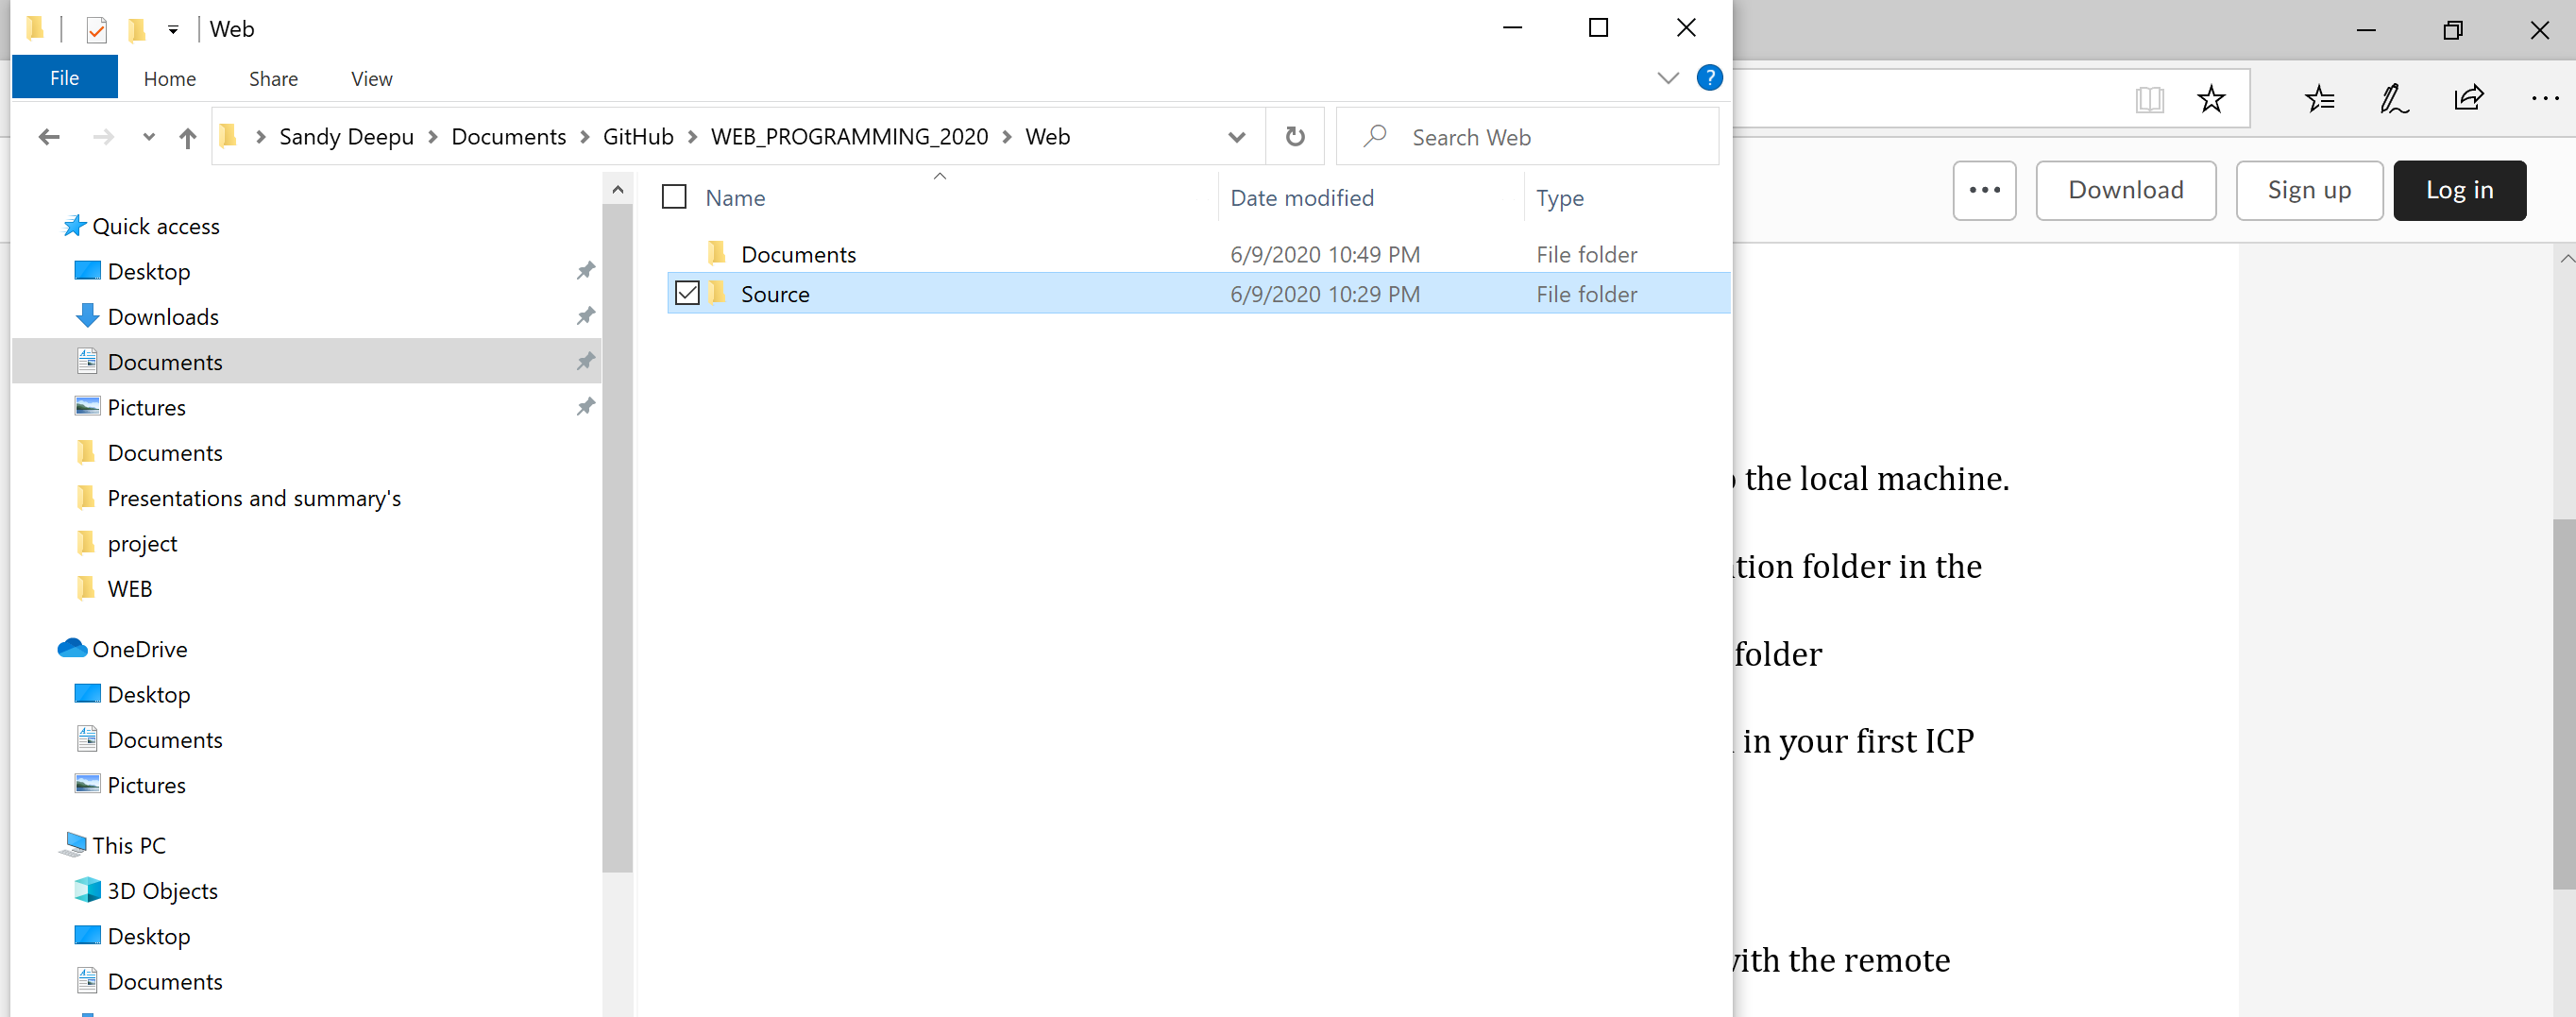 Web
File Home Share View
Sandy Deepu Documents GitHub WEB_PROGRAMMING_2020 Web
Search Web
Download Sign up Log in
Name Date modified Type
Documents 6/9/2020 10:49 PM File folder
Source 6/9/2020 10:29 PM File folder
Quick access
Desktop
Downloads
Documents
Pictures
Documents
Presentations and summary's
project
WEB
OneDrive
Desktop
Documents
Pictures
This PC
3D Objects
Desktop
Documents
the local machine.
folder in the
folder
in your first ICP
the remote